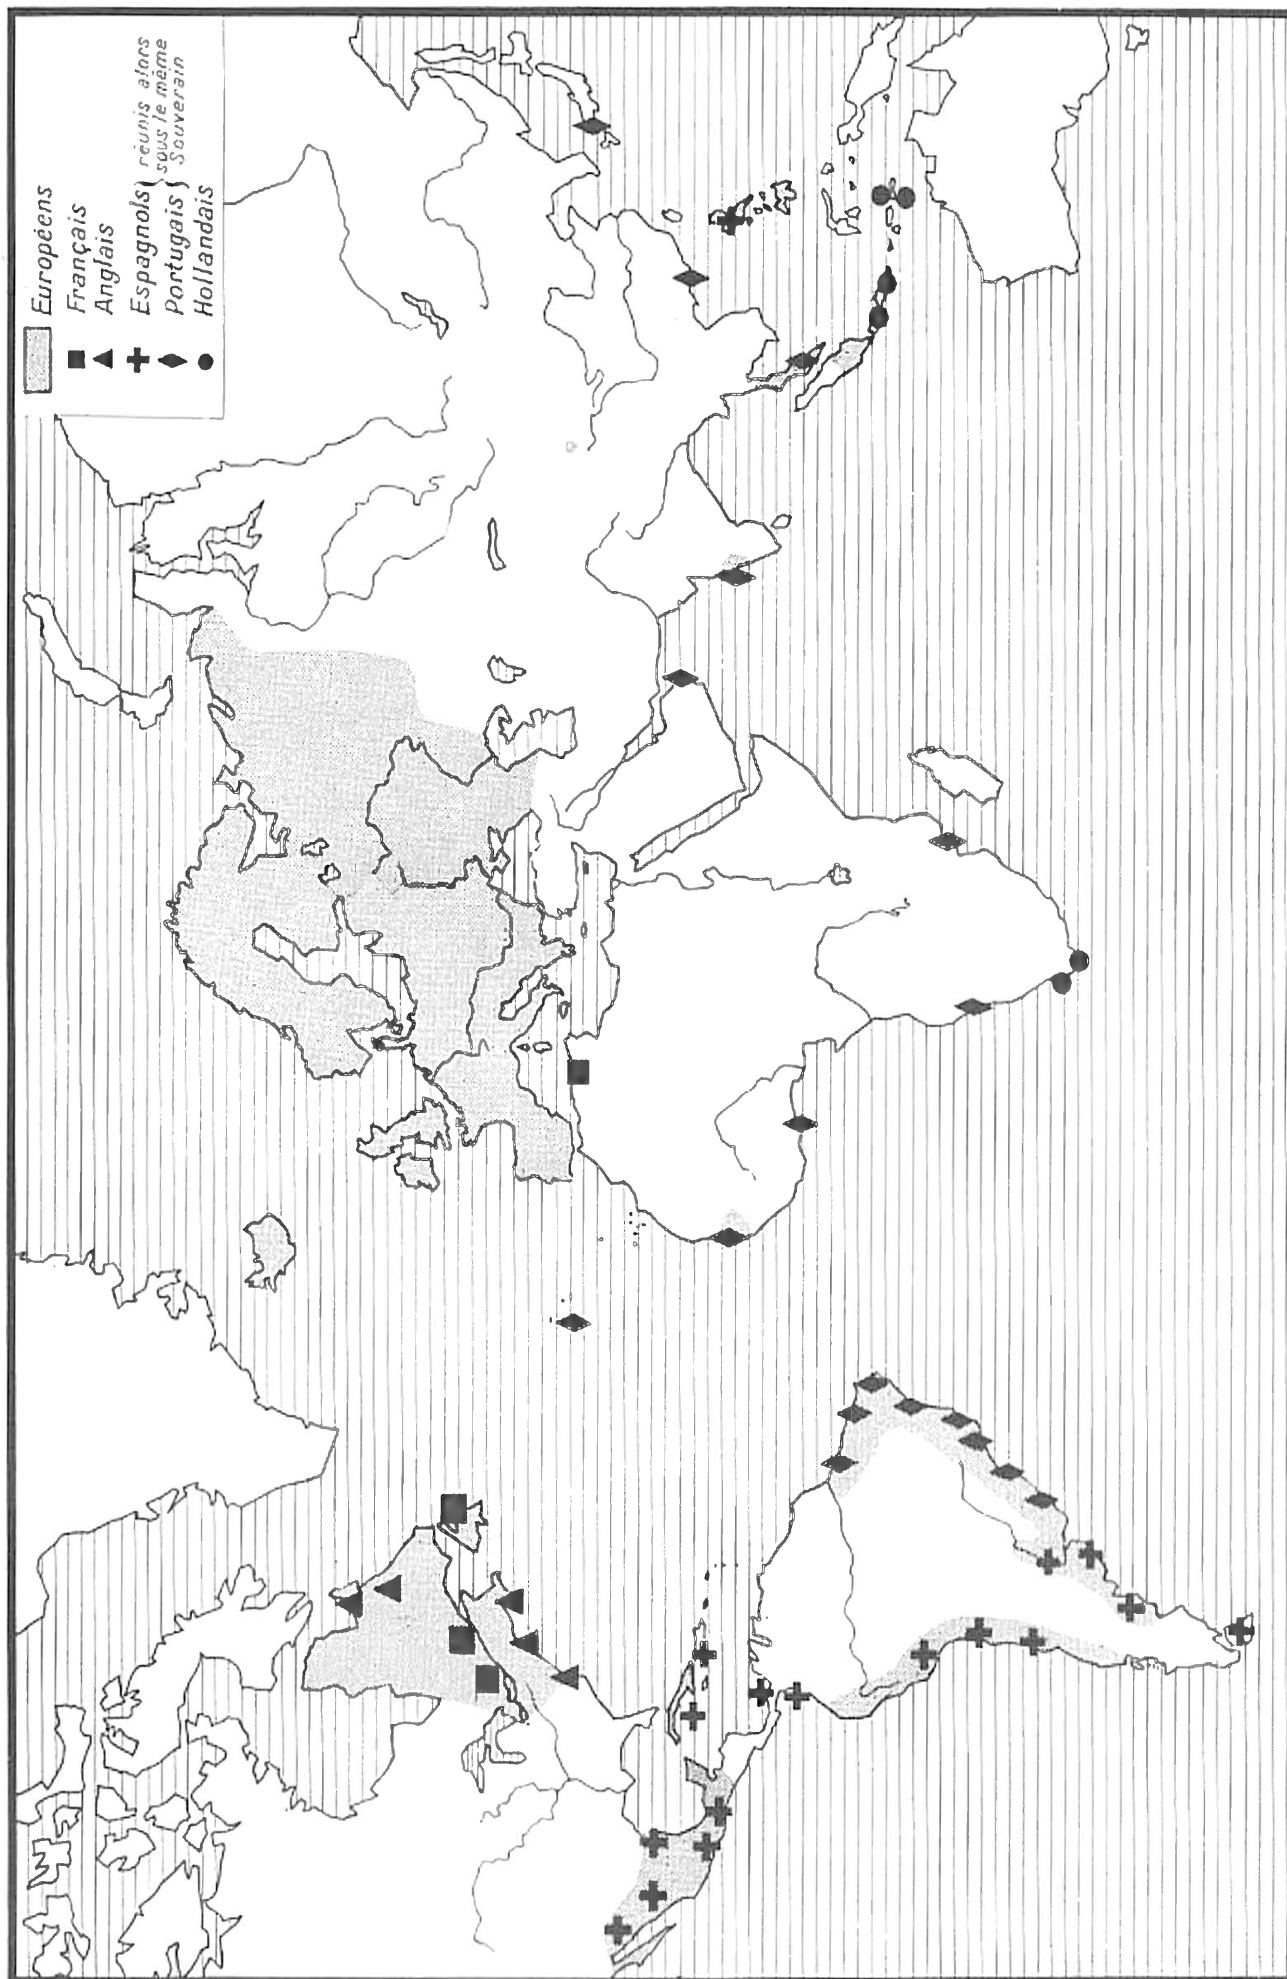 Européens
Français
Anglais
Espagnols } réunis alors
Portugais } sous le même
Souverain
Hollandais